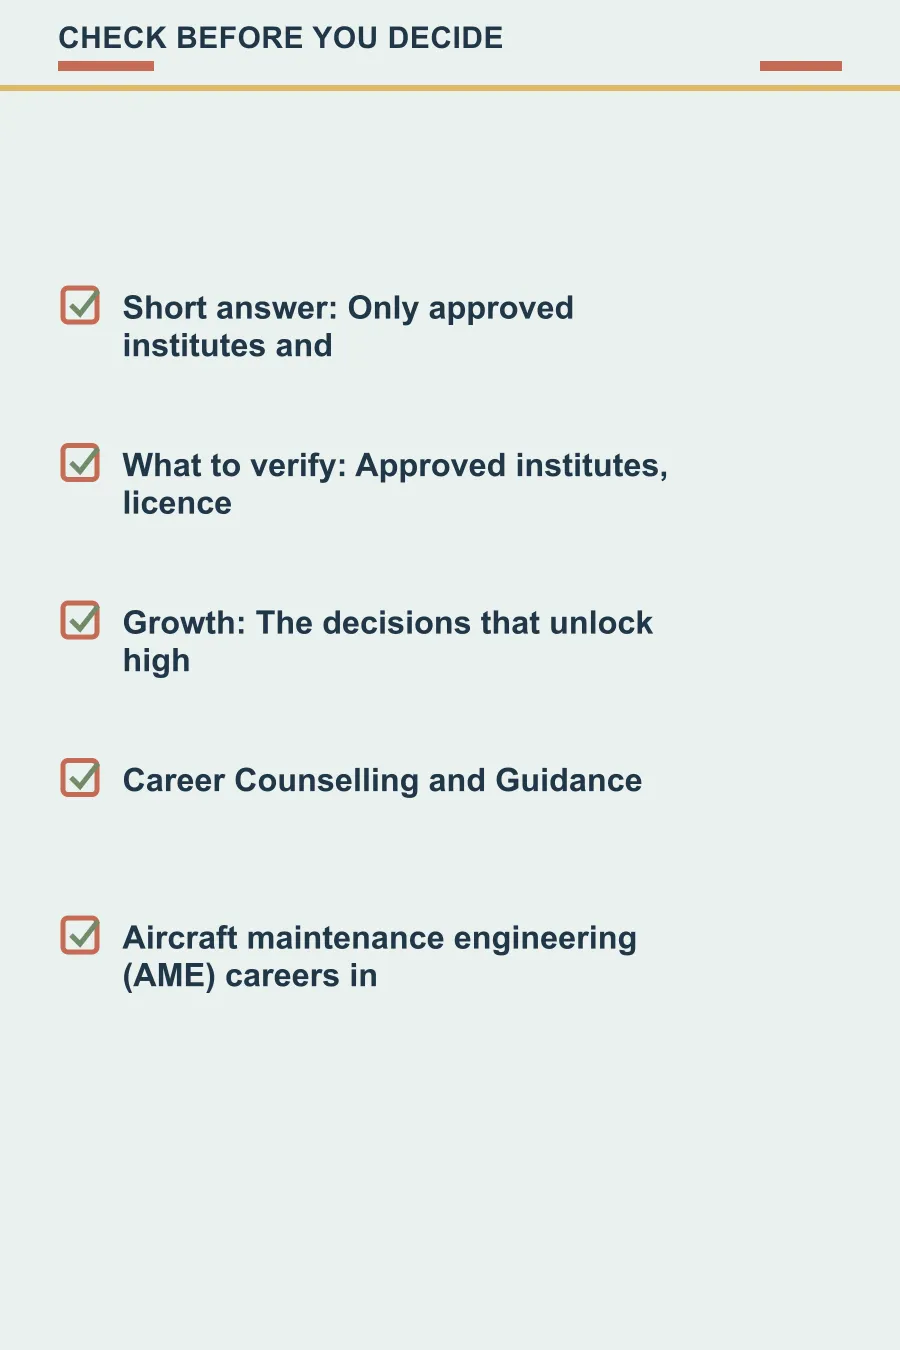 CHECK BEFORE YOU DECIDE
Short answer: Only approved
institutes and
What to verify: Approved institutes,
licence
Growth: The decisions that unlock
high
Career Counselling and Guidance
Aircraft maintenance engineering
(AME) careers in